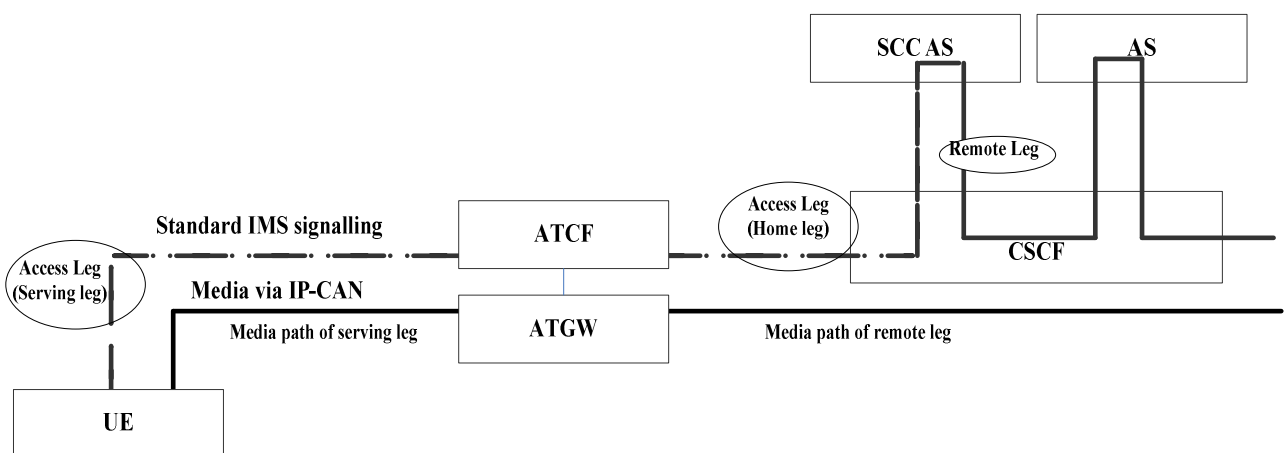 SCC AS
AS
Remote Leg
Access Leg
(Home leg)
Standard IMS signalling
ATCF
CSCF
Access Leg
(Serving leg)
Media via IP-CAN
ATGW
Media path of serving leg
Media path of remote leg
UE